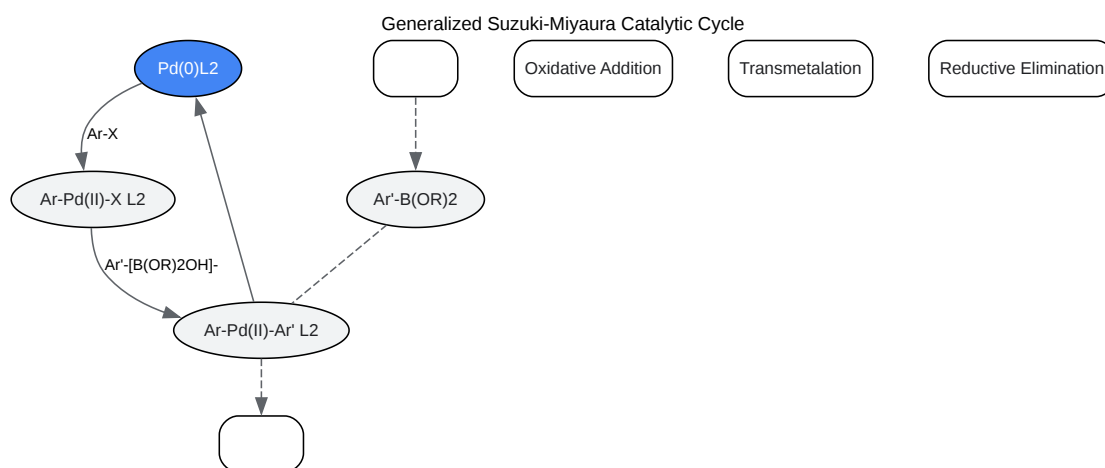 Generalized Suzuki-Miyaura Catalytic Cycle
Pd(0)L2
Oxidative Addition
Transmetalation
Reductive Elimination
Ar-X
Ar-Pd(II)-X L2
Ar'-B(OR)2
Ar'-[B(OR)2OH]-
Ar-Pd(II)-Ar' L2